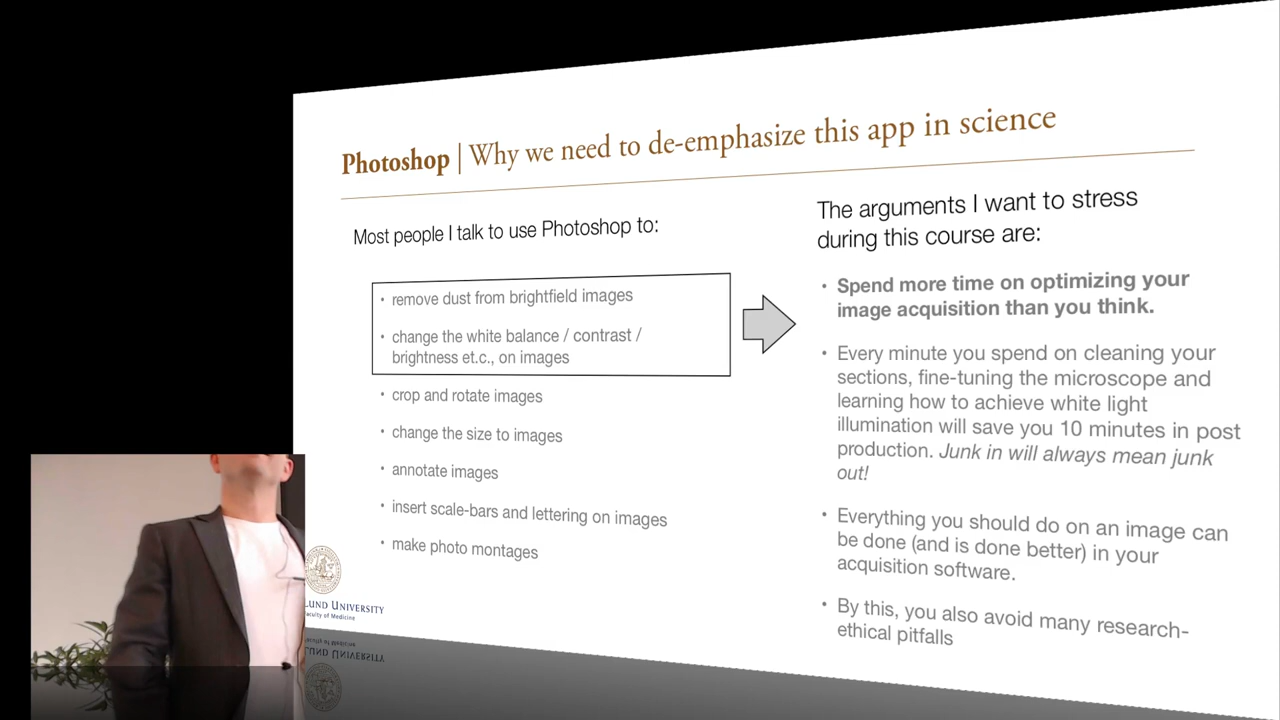 Photoshop | Why we need to de-emphasize this app in science
Most people I talk to use Photoshop to:
• remove dust from brightfield images
• change the white balance / contrast /
brightness et.c., on images
• crop and rotate images
• change the size to images
• annotate images
• insert scale-bars and lettering on images
• make photo montages
The arguments I want to stress
during this course are:
• Spend more time on optimizing your
image acquisition than you think.
• Every minute you spend on cleaning your
sections, fine-tuning the microscope and
learning how to achieve white light
illumination will save you 10 minutes in post
production. Junk in will always mean junk
out!
• Everything you should do on an image can
be done (and is done better) in your
acquisition software.
• By this, you also avoid many research-
ethical pitfalls
LUND UNIVERSITY
Faculty of Medicine